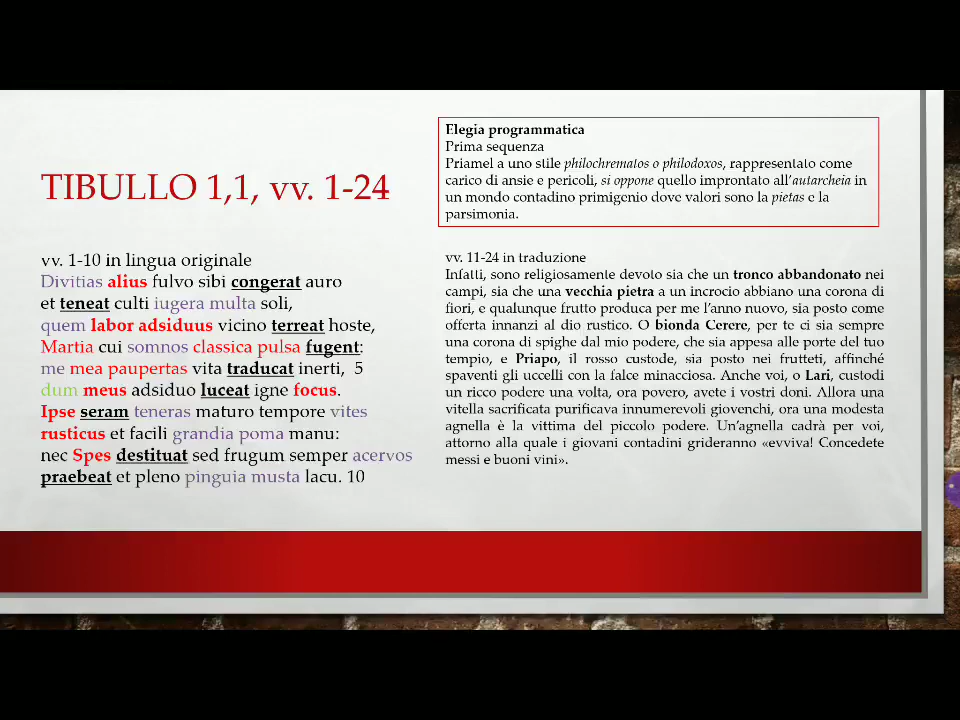 TIBULLO 1,1, vv. 1-24
vv. 1-10 in lingua originale
Divitias alius fulvo sibi congerat auro
et teneat culti iugera multa soli,
quem labor adsiduus vicino terreat hoste,
Martia cui somnos classica pulsa fugent:
me mea paupertas vita traducat inerti, 5
dum meus adsiduo luceat igne focus.
Ipse seram teneras maturo tempore vites
rusticus et facili grandia poma manu:
nec Spes destituat sed frugum semper acervos
praebeat et pleno pinguia musta lacu. 10
Elegia programmatica
Prima sequenza
Priamel a uno stile philochrematos o philodoxos, rappresentato come
carico di ansie e pericoli, si oppone quello improntato all'autarcheia in
un mondo contadino primigenio dove valori sono la pietas e la
parsimonia.
vv. 11-24 in traduzione
Infatti, sono religiosamente devoto sia che un tronco abbandonato nei
campi, sia che una vecchia pietra a un incrocio abbiano una corona di
fiori, e qualunque frutto produca per me l'anno nuovo, sia posto come
offerta innanzi al dio rustico. O bionda Cerere, per te ci sia sempre
una corona di spighe dal mio podere, che sia appesa alle porte del tuo
tempio, e Priapo, il rosso custode, sia posto nei frutteti, affinché
spaventi gli uccelli con la falce minacciosa. Anche voi, o Lari, custodi
un ricco podere una volta, ora povero, avete i vostri doni. Allora una
vitella sacrificata purificava innumerevoli giovenchi, ora una modesta
agnella è la vittima del piccolo podere. Un'agnella cadrà per voi,
attorno alla quale i giovani contadini grideranno «evviva! Concedete
messi e buoni vini».